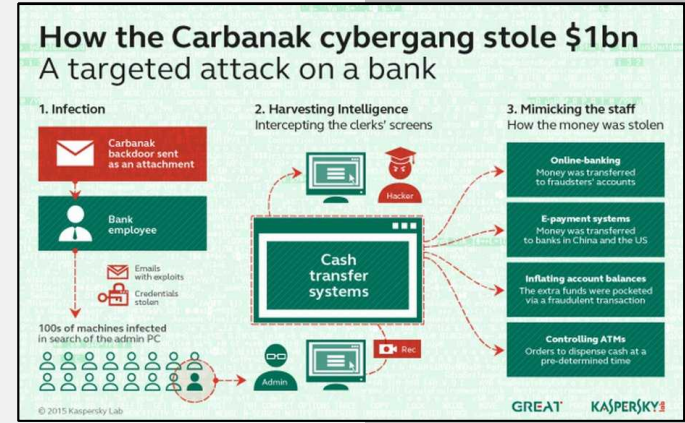 How the Carbanak cybergang stole $1bn
A targeted attack on a bank
1. Infection
Carbanak
backdoor sent
as an attachment
Bank
employee
Emails
with exploits
Credentials
stolen
100s of machines infected
in search of the admin PC
2. Harvesting Intelligence
Intercepting the clerks' screens
Hacker
Cash
transfer
systems
Rec
Admin
3. Mimicking the staff
How the money was stolen
Online-banking
Money was transferred
to fraudsters' accounts
E-payment systems
Money was transferred
to banks in China and the US
Inflating account balances
The extra funds were pocketed
via a fraudulent transaction
Controlling ATMs
Orders to dispense cash at a
pre-determined time
© 2015 Kaspersky Lab
GREAT
KASPERSKY lab